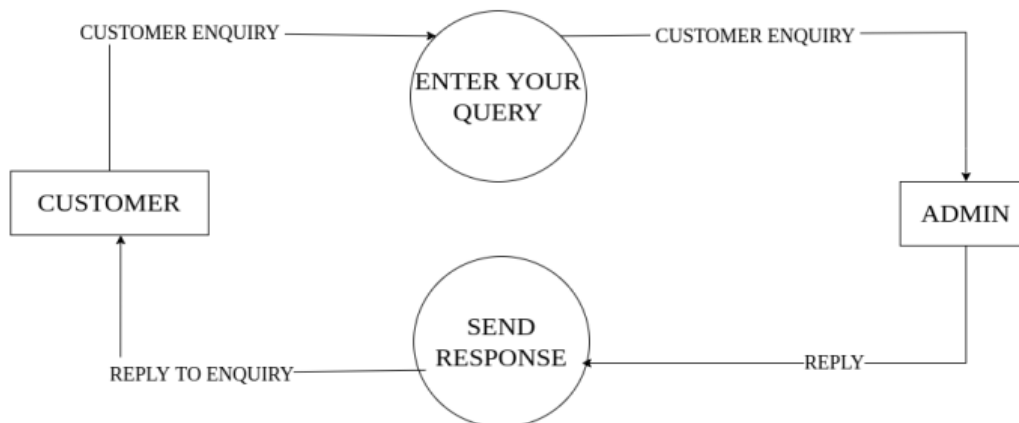 CUSTOMER ENQUIRY
CUSTOMER ENQUIRY
ENTER YOUR
QUERY
CUSTOMER
ADMIN
SEND
RESPONSE
REPLY TO ENQUIRY
REPLY